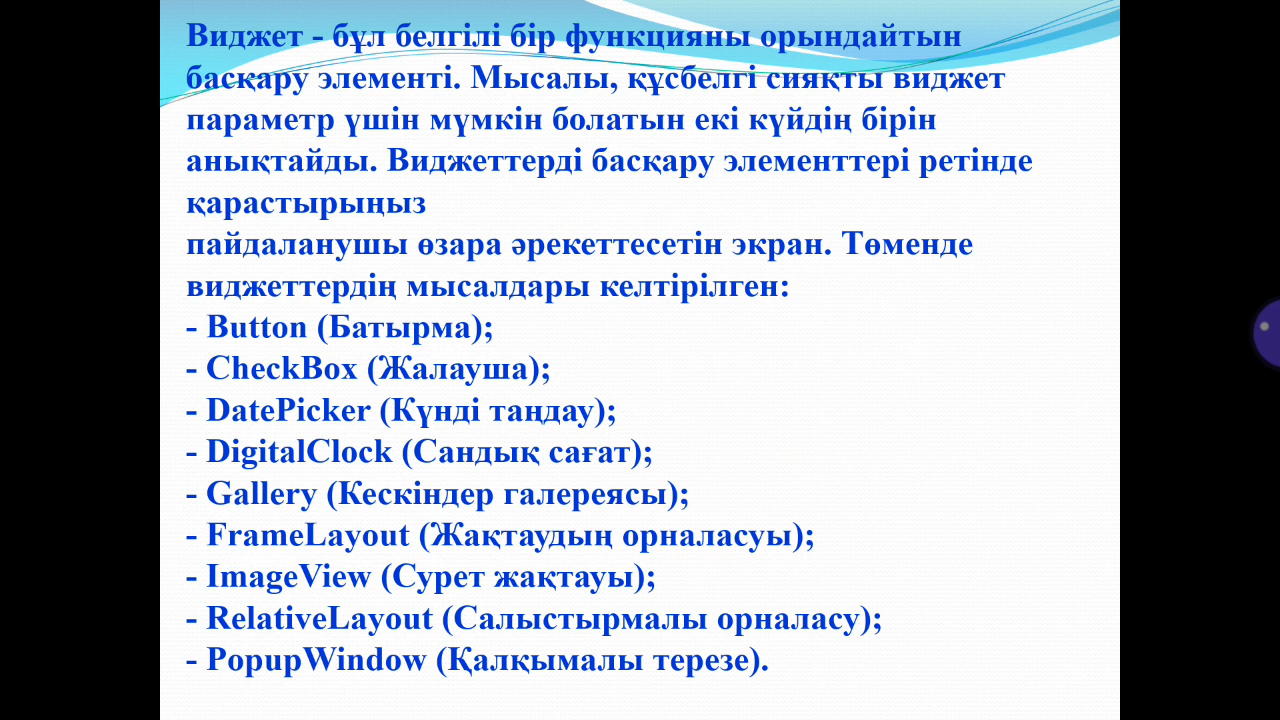 Виджет - бұл белгілі бір функцияны орындайтын
басқару элементі. Мысалы, құсбелгі сияқты виджет
параметр үшін мүмкін болатын екі күйдің бірін
анықтайды. Виджеттерді басқару элементтері ретінде
қарастырыңыз
пайдаланушы өзара әрекеттесетін экран. Төменде
виджеттердің мысалдары келтірілген:
- Button (Батырма);
- CheckBox (Жалауша);
- DatePicker (Күнді таңдау);
- DigitalClock (Сандық сағат);
- Gallery (Кескіндер галереясы);
- FrameLayout (Жақтаудың орналасуы);
- ImageView (Сурет жақтауы);
- RelativeLayout (Салыстырмалы орналасу);
- PopupWindow (Қалқымалы терезе).